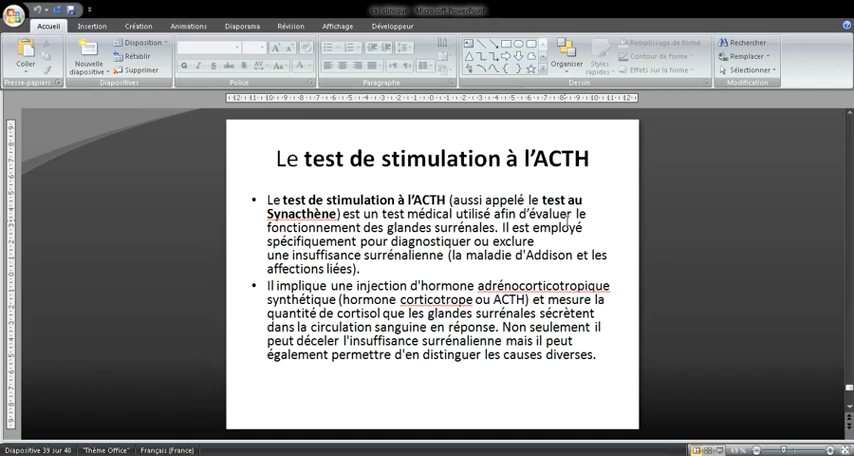 cas clinique - Microsoft PowerPoint
Accueil Insertion Création Animations Diaporama Révision Affichage Développeur
Coller
Nouvelle diapositive
Disposition
Rétablir
Supprimer
G I S
Organiser
Styles rapides
Remplissage de forme
Contour de forme
Effets sur la forme
Rechercher
Remplacer
Sélectionner
Presse-papiers Diapositives Police Paragraphe Dessin Modification
Le test de stimulation à l’ACTH
• Le test de stimulation à l’ACTH (aussi appelé le test au
Synacthène) est un test médical utilisé afin d’évaluer le
fonctionnement des glandes surrénales. Il est employé
spécifiquement pour diagnostiquer ou exclure
une insuffisance surrénalienne (la maladie d'Addison et les
affections liées).
• Il implique une injection d'hormone adrénocorticotropique
synthétique (hormone corticotrope ou ACTH) et mesure la
quantité de cortisol que les glandes surrénales sécrètent
dans la circulation sanguine en réponse. Non seulement il
peut déceler l'insuffisance surrénalienne mais il peut
également permettre d'en distinguer les causes diverses.
Diapositive 39 sur 40 "Thème Office" Français (France) 69 %